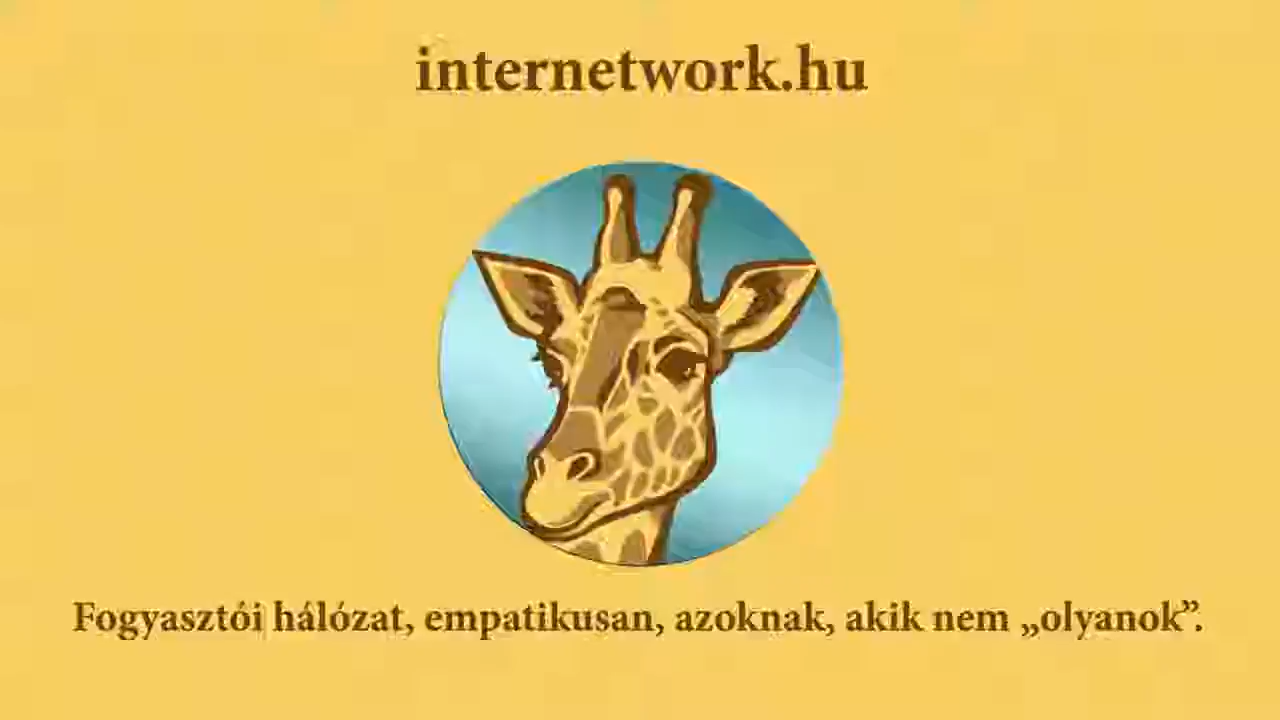 internetwork.hu
Fogyasztói hálózat, empatikusan, azoknak, akik nem „olyanok”.